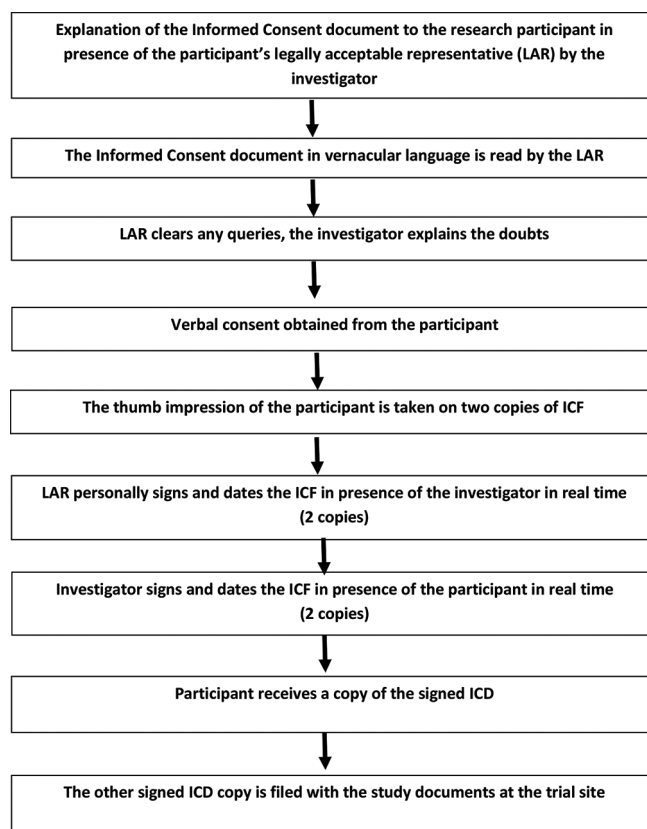 Explanation of the Informed Consent document to the research participant in
presence of the participant’s legally acceptable representative (LAR) by the
investigator
The Informed Consent document in vernacular language is read by the LAR
LAR clears any queries, the investigator explains the doubts
Verbal consent obtained from the participant
The thumb impression of the participant is taken on two copies of ICF
LAR personally signs and dates the ICF in presence of the investigator in real time
(2 copies)
Investigator signs and dates the ICF in presence of the participant in real time
(2 copies)
Participant receives a copy of the signed ICD
The other signed ICD copy is filed with the study documents at the trial site